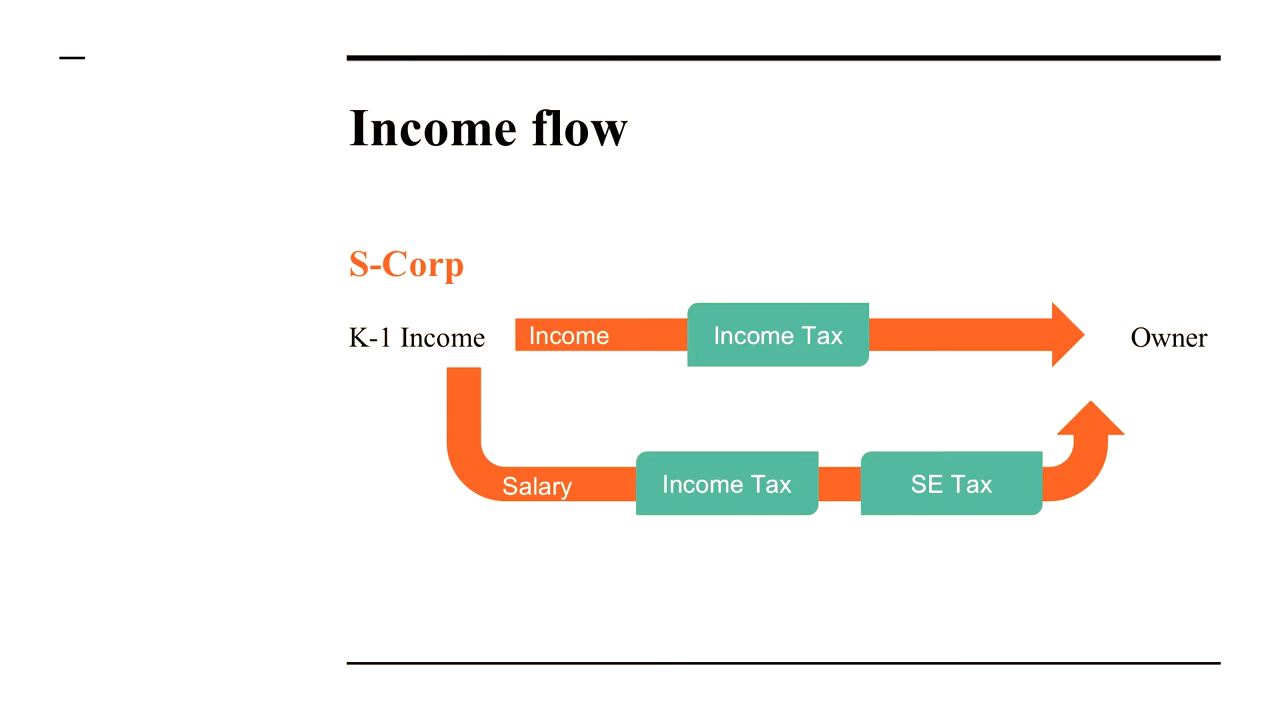 Income flow
S-Corp
K-1 Income
Income
Income Tax
Owner
Salary
Income Tax
SE Tax